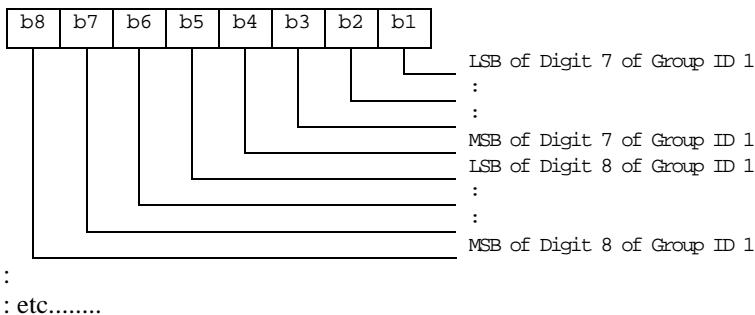 b8 b7 b6 b5 b4 b3 b2 b1
LSB of Digit 7 of Group ID 1
:
:
MSB of Digit 7 of Group ID 1
LSB of Digit 8 of Group ID 1
:
:
MSB of Digit 8 of Group ID 1
:
: etc........